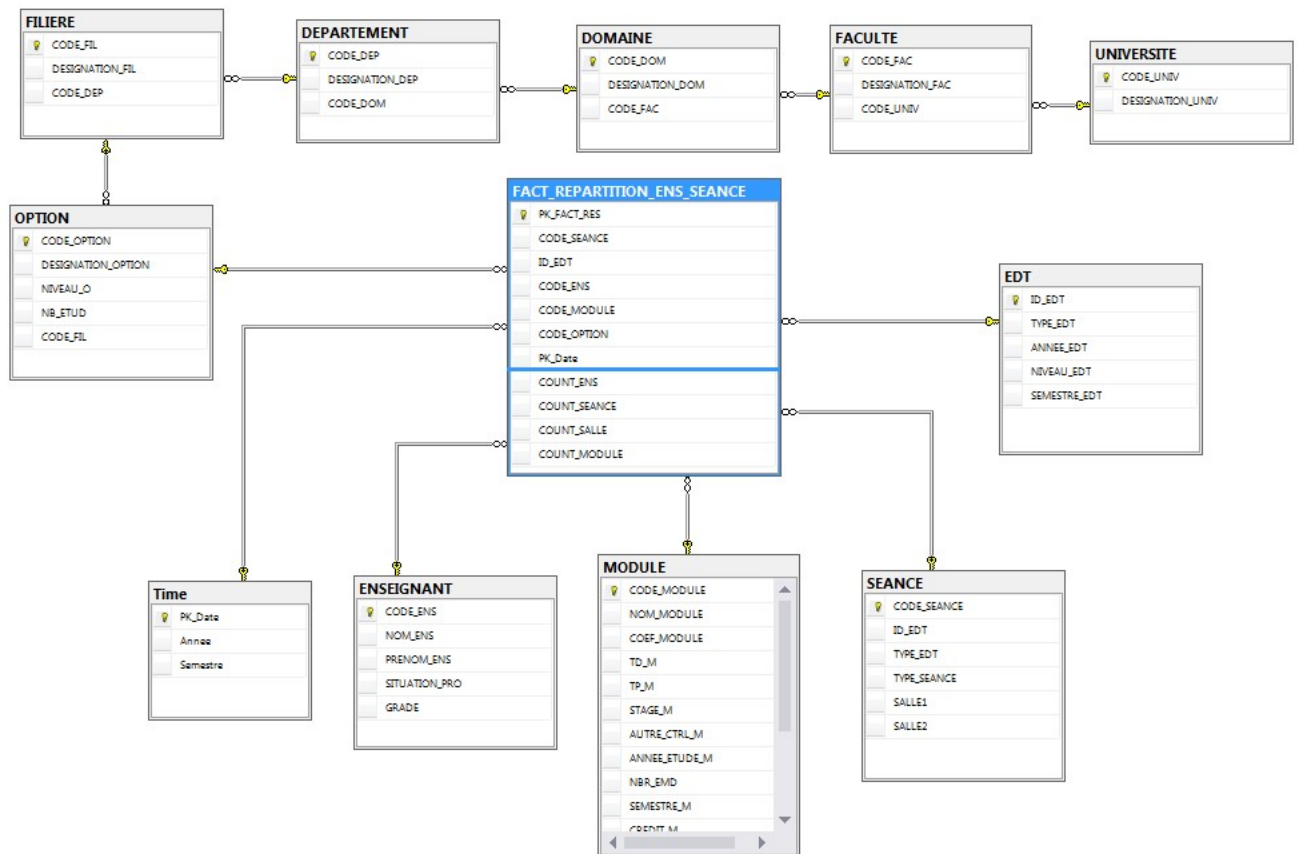 FILIERE
CODE_FIL
DESIGNATION_FIL
CODE_DEP
DEPARTEMENT
CODE_DEP
DESIGNATION_DEP
CODE_DOM
DOMAINE
CODE_DOM
DESIGNATION_DOM
CODE_FAC
FACULTE
CODE_FAC
DESIGNATION_FAC
CODE_UNIV
UNIVERSITE
CODE_UNIV
DESIGNATION_UNIV
OPTION
CODE_OPTION
DESIGNATION_OPTION
NIVEAU_O
NB_ETUD
CODE_FIL
FACT_REPARTITION_ENS_SEANCE
PK_FACT_RES
CODE_SEANCE
ID_EDT
CODE_ENS
CODE_MODULE
CODE_OPTION
PK_Date
COUNT_ENS
COUNT_SEANCE
COUNT_SALLE
COUNT_MODULE
EDT
ID_EDT
TYPE_EDT
ANNEE_EDT
NIVEAU_EDT
SEMESTRE_EDT
Time
PK_Date
Annee
Semestre
ENSEIGNANT
CODE_ENS
NOM_ENS
PRENOM_ENS
SITUATION_PRO
GRADE
MODULE
CODE_MODULE
NOM_MODULE
COEF_MODULE
TD_M
TP_M
STAGE_M
AUTRE_CTRL_M
ANNEE_ETUDE_M
NBR_EMD
SEMESTRE_M
CREDIT_M
SEANCE
CODE_SEANCE
ID_EDT
TYPE_EDT
TYPE_SEANCE
SALLE1
SALLE2